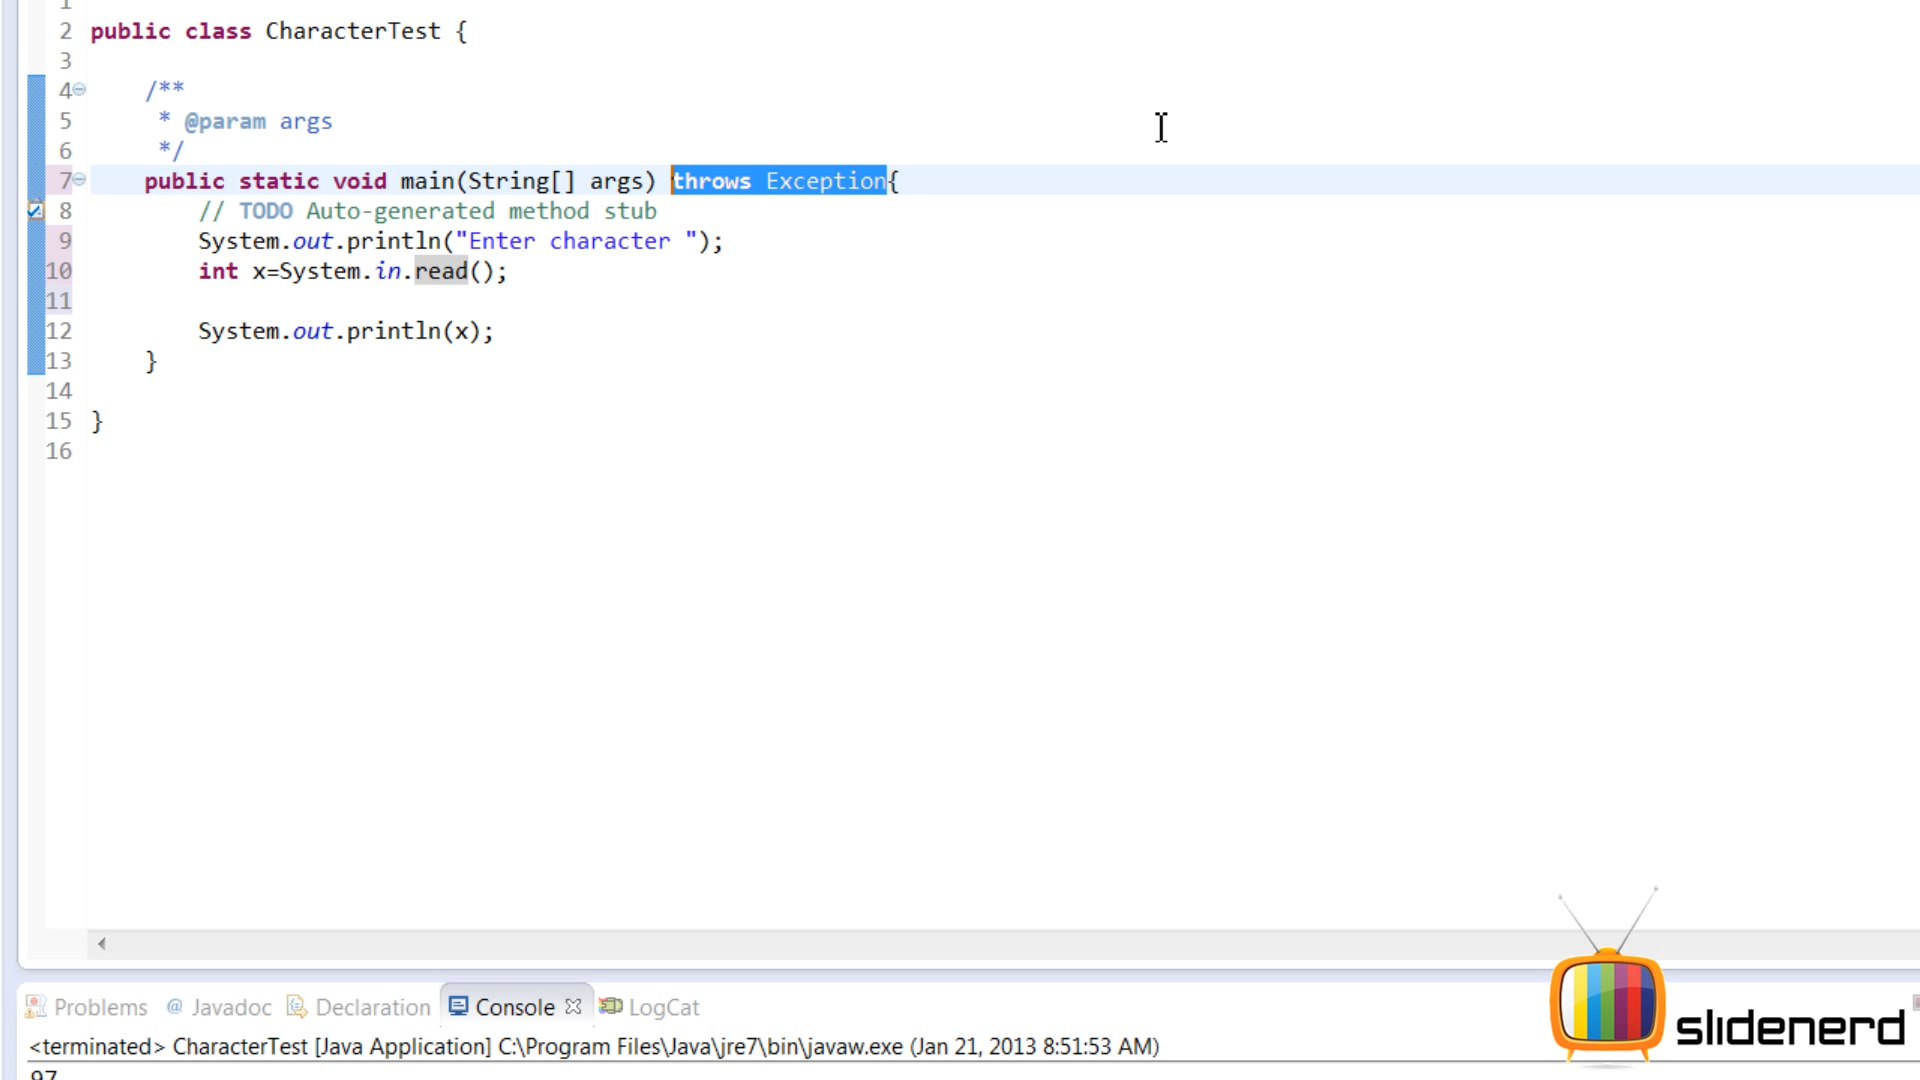 1
2 public class CharacterTest {
3
4 /**
5 * @param args
6 */
7 public static void main(String[] args) throws Exception{
8 // TODO Auto-generated method stub
9 System.out.println("Enter character ");
10 int x=System.in.read();
11
12 System.out.println(x);
13 }
14
15 }
16
Problems @ Javadoc Declaration Console LogCat
slidenerd
<terminated> CharacterTest [Java Application] C:\Program Files\Java\jre7\bin\javaw.exe (Jan 21, 2013 8:51:53 AM)
97